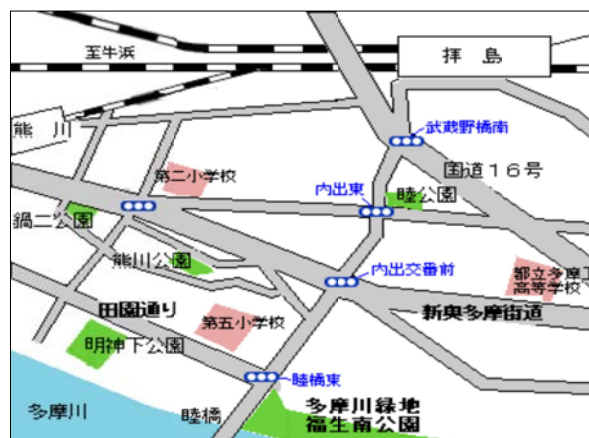 至牛浜
拝島
熊川
武蔵野橋南
国道16号
第二小学校
内出東
睦公園
鍋二公園
熊川公園
内出交番前
都立多摩工
高等学校
田園通り
第五小学校
新奥多摩街道
明神下公園
睦橋東
多摩川
睦橋
多摩川緑地
福生南公園